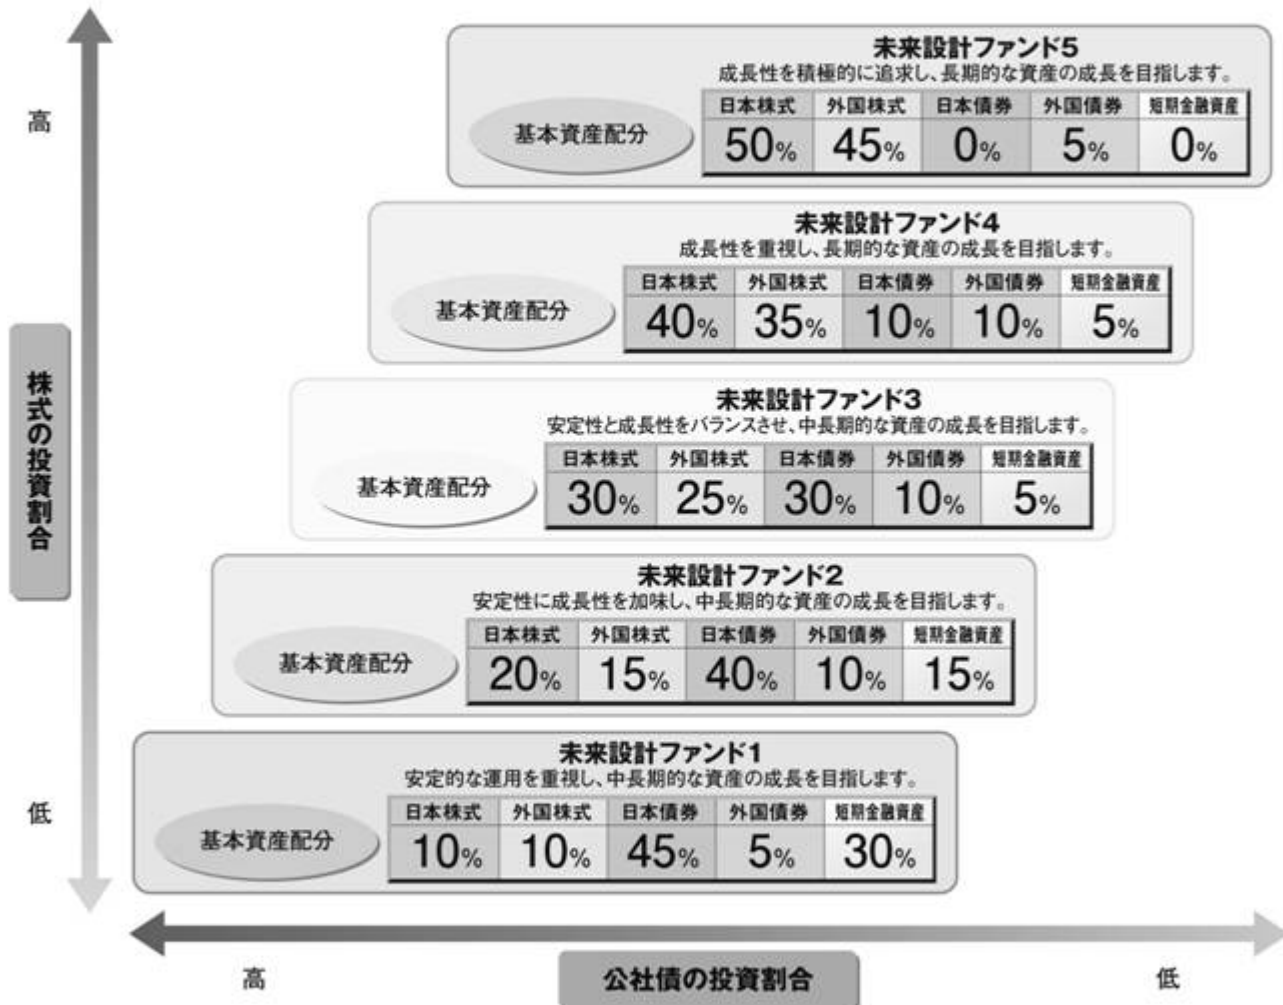 高
株式の投資割合
低
未来設計ファンド5
成長性を積極的に追求し、長期的な資産の成長を目指します。
基本資産配分
日本株式 外国株式 日本債券 外国債券 短期金融資産
50% 45% 0% 5% 0%
未来設計ファンド4
成長性を重視し、長期的な資産の成長を目指します。
基本資産配分
日本株式 外国株式 日本債券 外国債券 短期金融資産
40% 35% 10% 10% 5%
未来設計ファンド3
安定性と成長性をバランスさせ、中長期的な資産の成長を目指します。
基本資産配分
日本株式 外国株式 日本債券 外国債券 短期金融資産
30% 25% 30% 10% 5%
未来設計ファンド2
安定性に成長性を加味し、中長期的な資産の成長を目指します。
基本資産配分
日本株式 外国株式 日本債券 外国債券 短期金融資産
20% 15% 40% 10% 15%
未来設計ファンド1
安定的な運用を重視し、中長期的な資産の成長を目指します。
基本資産配分
日本株式 外国株式 日本債券 外国債券 短期金融資産
10% 10% 45% 5% 30%
高 公社債の投資割合 低